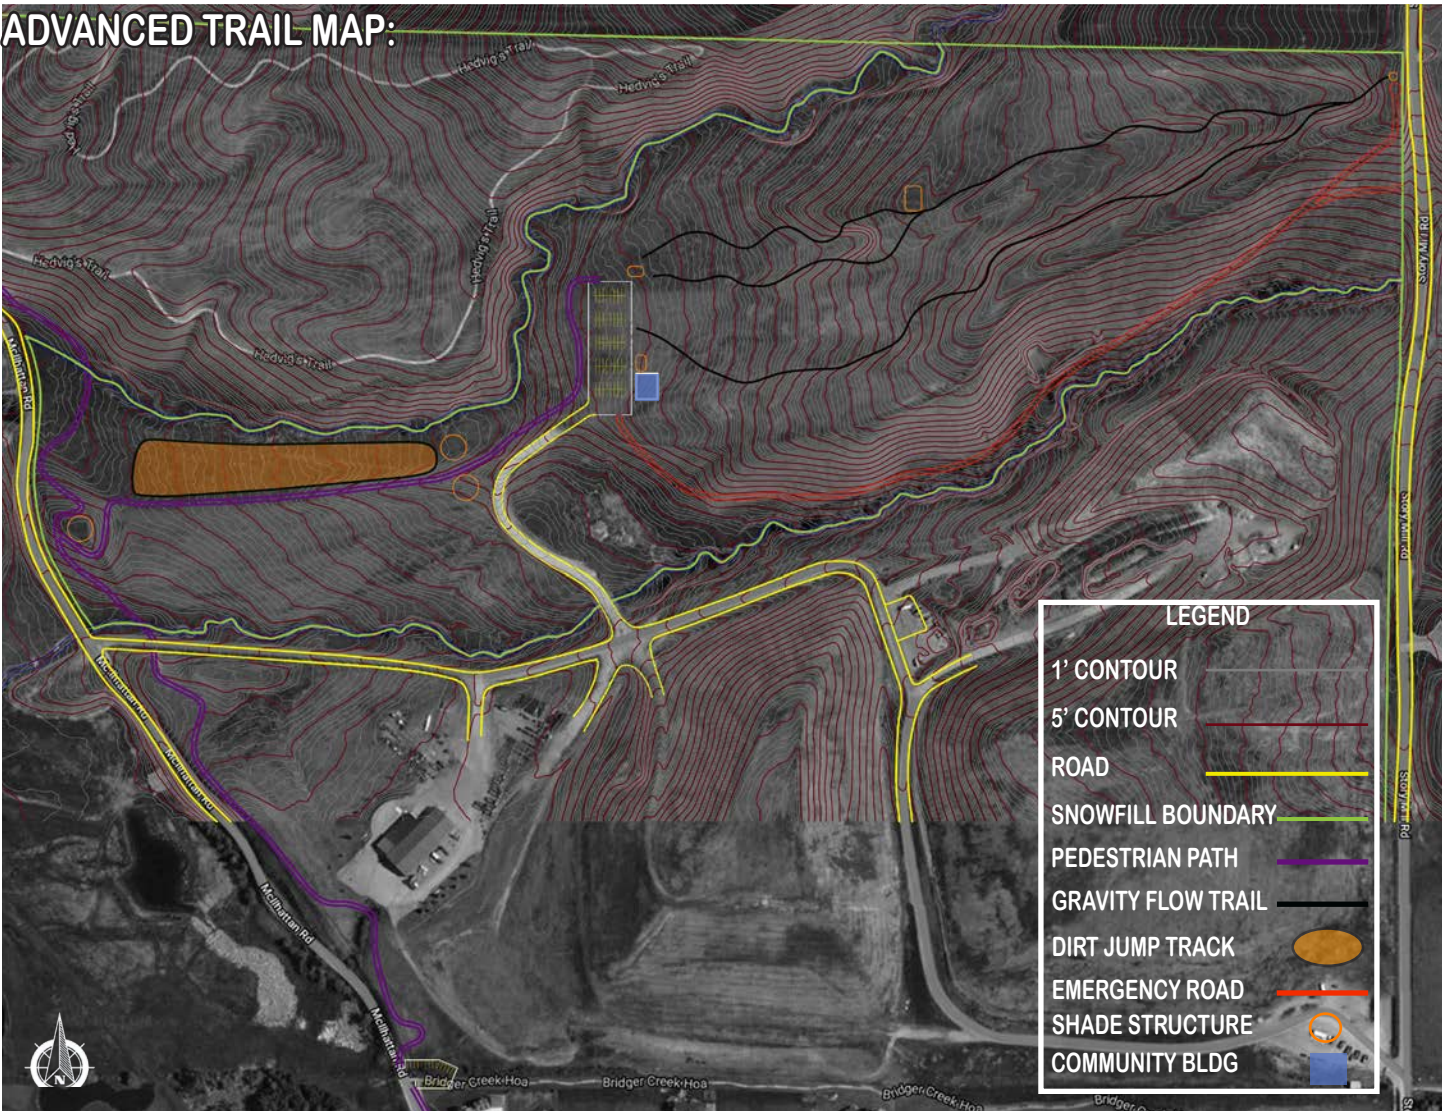 ADVANCED TRAIL MAP:
Hedvig's Trail
Hedvig's Trail
Hedvig's Trail
Hedvig's Trail
Hedvig's Trail
Hedvig's Trail
McIlhattan Rd
Story Mill Rd
Story Mill Rd
Story Mill Rd
McIlhattan Rd
McIlhattan Rd
McIlhattan Rd
McIlhattan Rd
LEGEND
1' CONTOUR
5' CONTOUR
ROAD
SNOWFILL BOUNDARY
PEDESTRIAN PATH
GRAVITY FLOW TRAIL
DIRT JUMP TRACK
EMERGENCY ROAD
SHADE STRUCTURE
COMMUNITY BLDG
N
Bridger Creek Hoa
Bridger Creek Hoa
Bridger Creek Hoa
Bridger